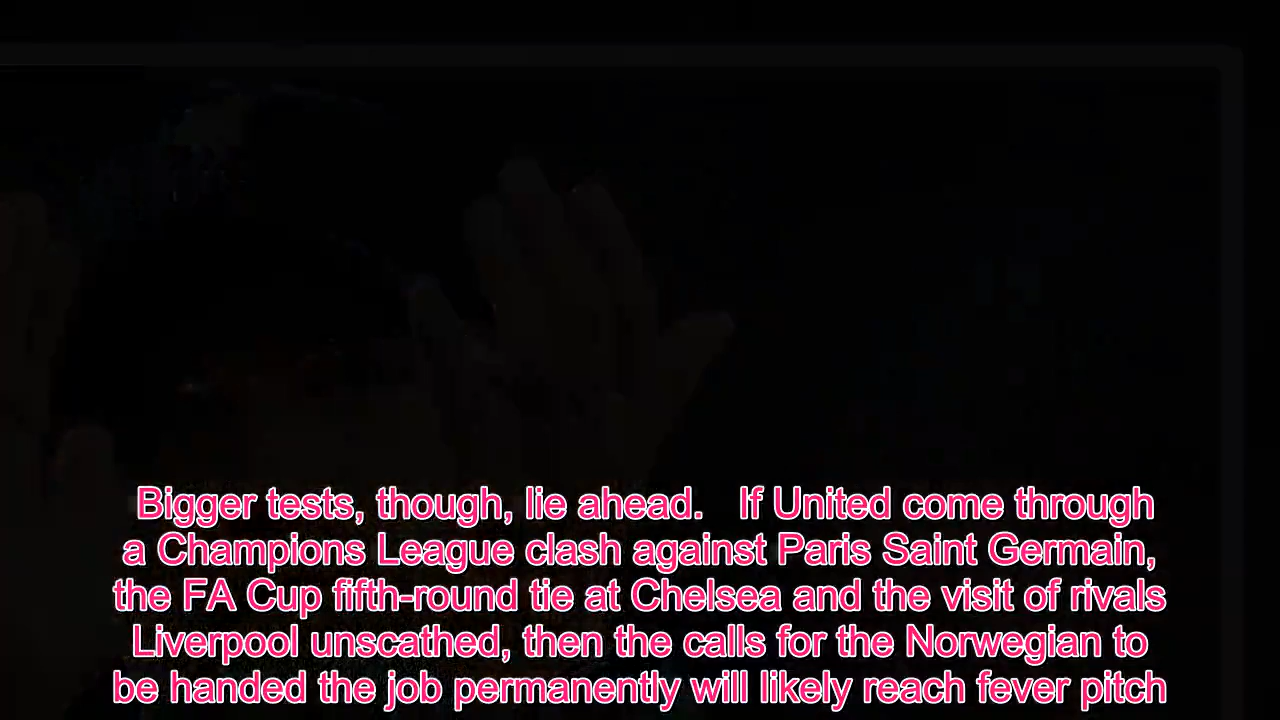 Bigger tests, though, lie ahead. If United come through
a Champions League clash against Paris Saint Germain,
the FA Cup fifth-round tie at Chelsea and the visit of rivals
Liverpool unscathed, then the calls for the Norwegian to
be handed the job permanently will likely reach fever pitch